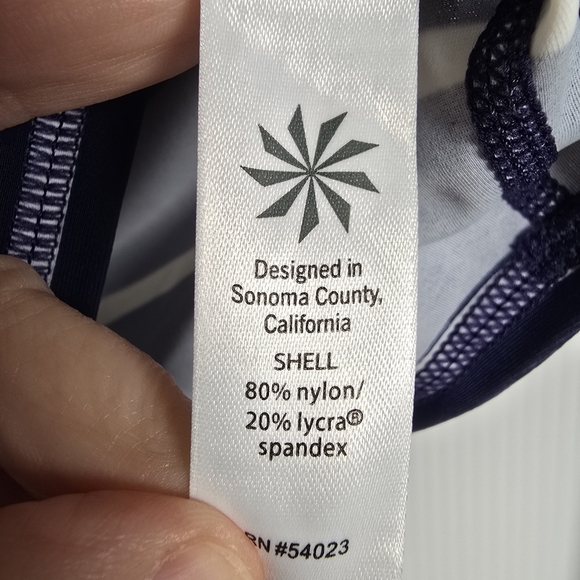 Designed in
Sonoma County,
California
SHELL
80% nylon/
20% lycra®
spandex
RN #54023